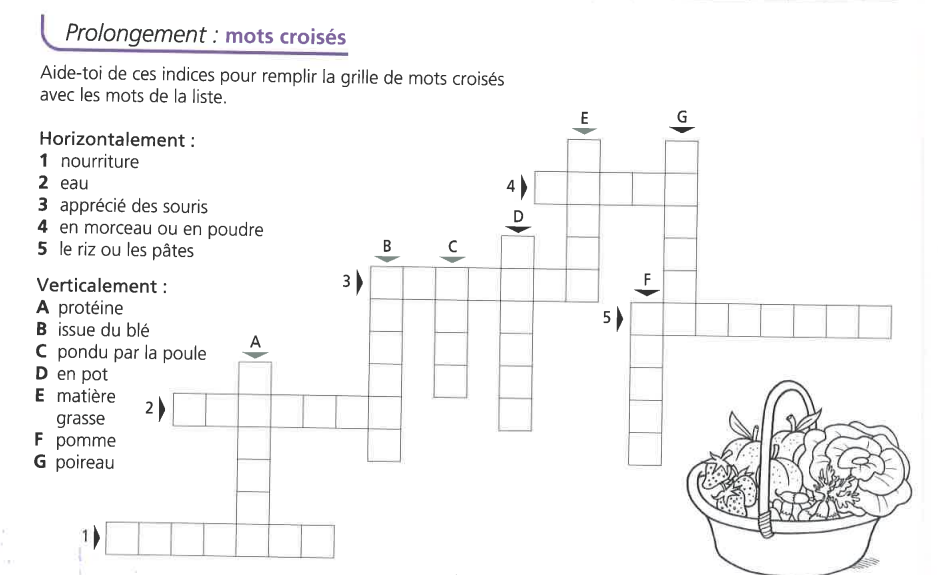 Prolongement : mots croisés
Aide-toi de ces indices pour remplir la grille de mots croisés
avec les mots de la liste.
Horizontalement :
1 nourriture
2 eau
3 apprécié des souris
4 en morceau ou en poudre
5 le riz ou les pâtes
Verticalement :
A protéine
B issue du blé
C pondu par la poule
D en pot
E matière
grasse
F pomme
G poireau
E
G
4
D
B
C
3
F
5
A
2
1